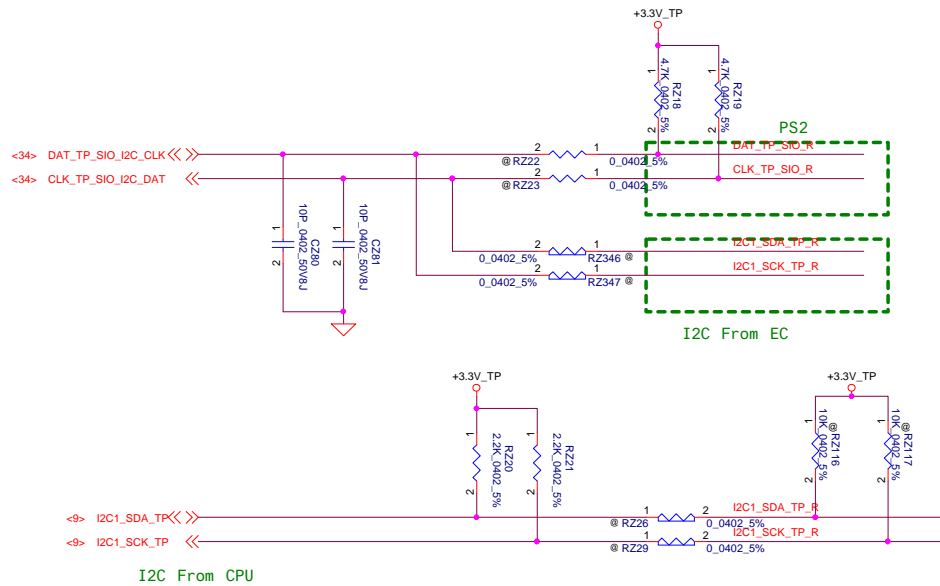 +3.3V_TP
1
4.7K_0402_5%
RZ18
2
1
4.7K_0402_5%
RZ19
2
PS2
<34> DAT_TP_SIO_I2C_CLK
2
1
@ RZ22
0_0402_5%
DAT_TP_SIO_R
<34> CLK_TP_SIO_I2C_DAT
2
1
@ RZ23
0_0402_5%
CLK_TP_SIO_R
1
10P_0402_50V8J
CZ80
2
1
10P_0402_50V8J
CZ81
2
2
1
0_0402_5%
RZ346 @
I2C1_SDA_TP_R
2
1
0_0402_5%
RZ347 @
I2C1_SCK_TP_R
I2C From EC
+3.3V_TP
1
2.2K_0402_5%
RZ20
2
1
2.2K_0402_5%
RZ21
2
+3.3V_TP
1
@ RZ116
10K_0402_5%
2
1
@ RZ117
10K_0402_5%
2
<9> I2C1_SDA_TP
1
2
@ RZ26
0_0402_5%
I2C1_SDA_TP_R
<9> I2C1_SCK_TP
1
2
@ RZ29
0_0402_5%
I2C1_SCK_TP_R
I2C From CPU